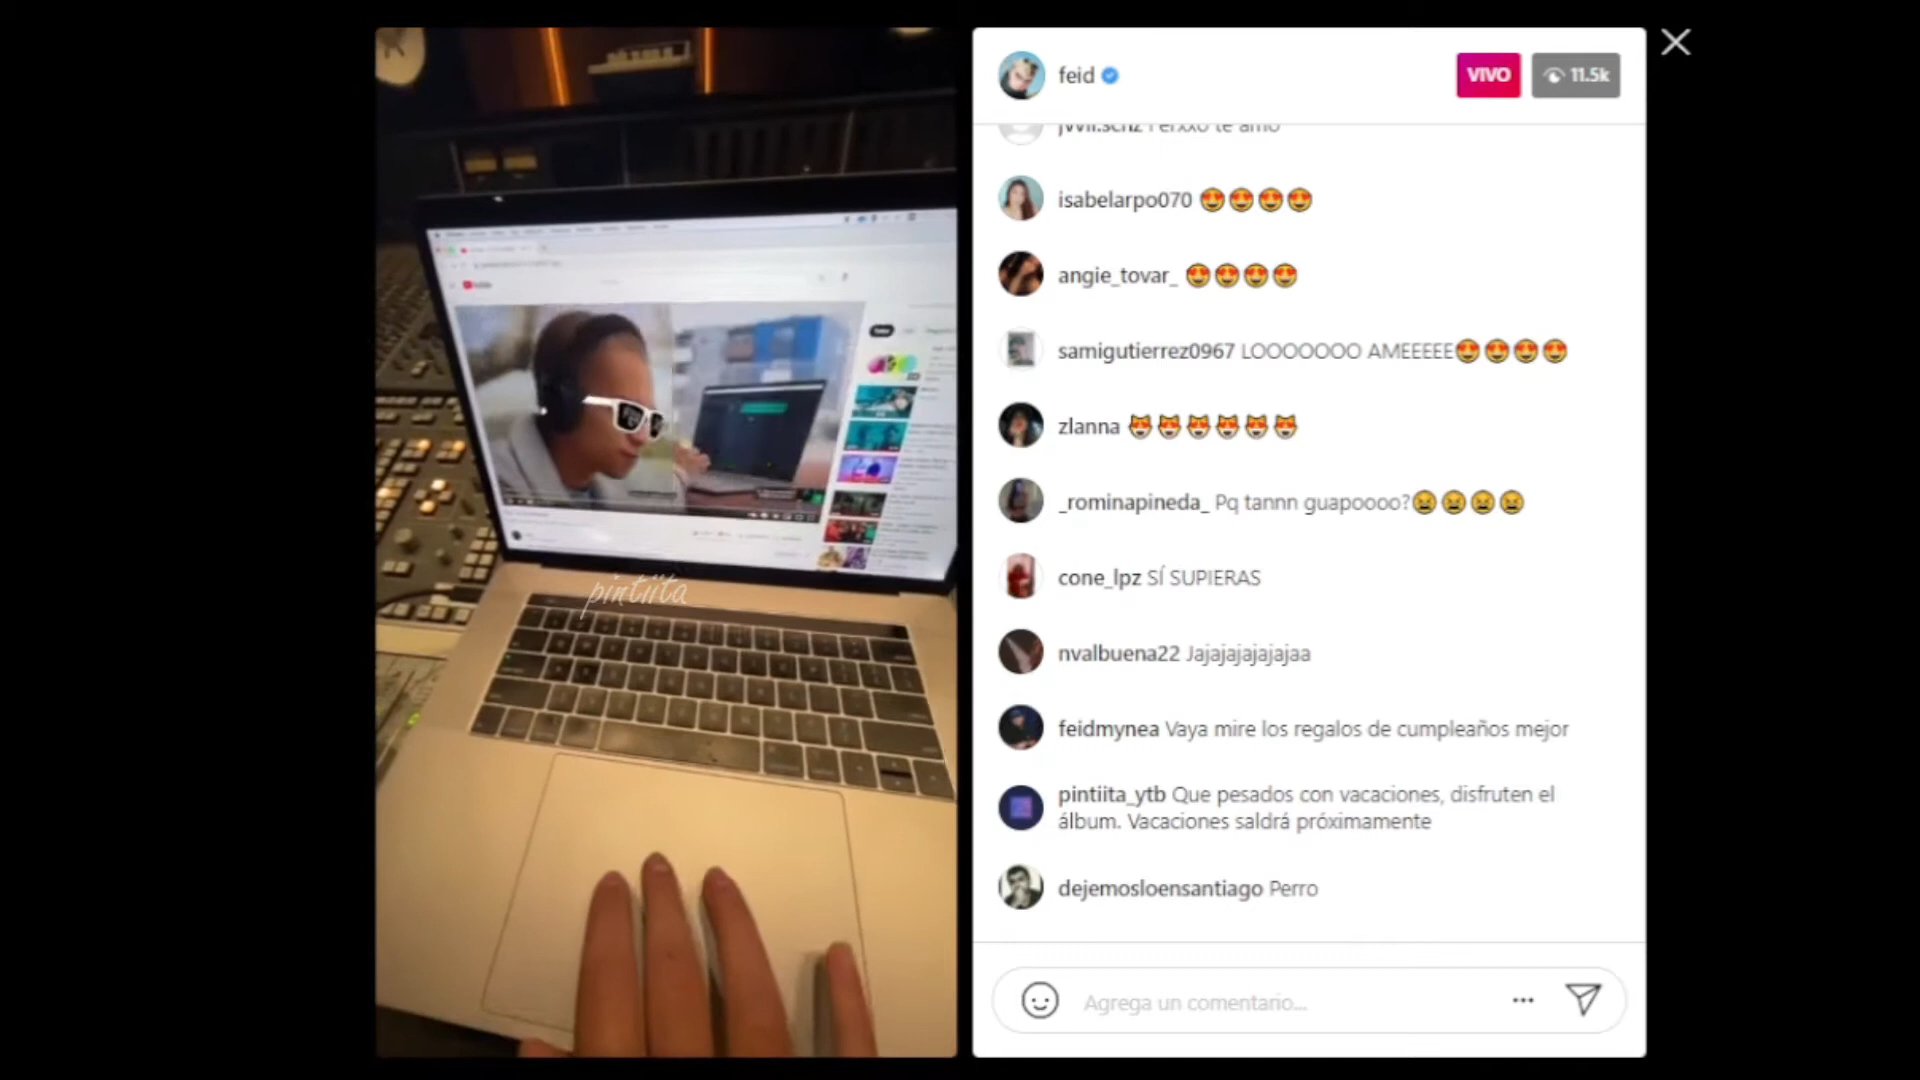 feid
VIVO
11.5k
isabelarpo070 😍😍😍😍
angie_tovar_ 😍😍😍😍
samigutierrez0967 LOOOOOOO AMEEEEE😍😍😍😍
zlanna 😻😻😻😻😻😻
_rominapineda_ Pq tannn guapoooo?😫😫😫😫
cone_lpz SÍ SUPIERAS
nvalbuena22 Jajajajajajajaa
feidmynea Vaya mire los regalos de cumpleaños mejor
pintiita_ytb Que pesados con vacaciones, disfruten el
álbum. Vacaciones saldrá próximamente
dejemosloensantiago Perro
Agrega un comentario...
pintiita